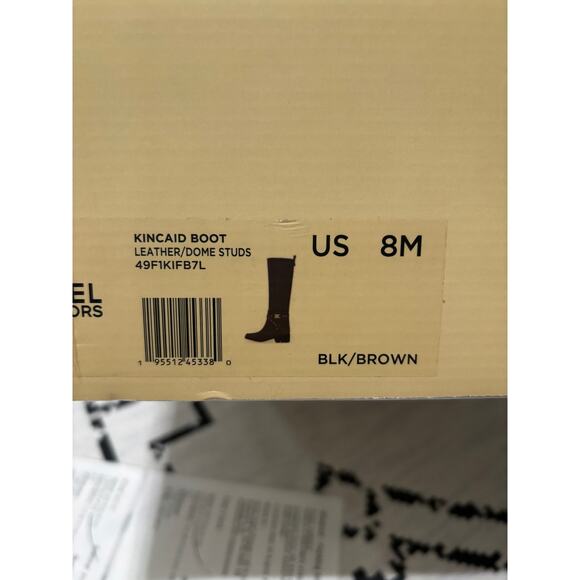 KINCAID BOOT
LEATHER/DOME STUDS
49F1KIFB7L
US 8M
EL
ORS
1 95512 45338 0
BLK/BROWN